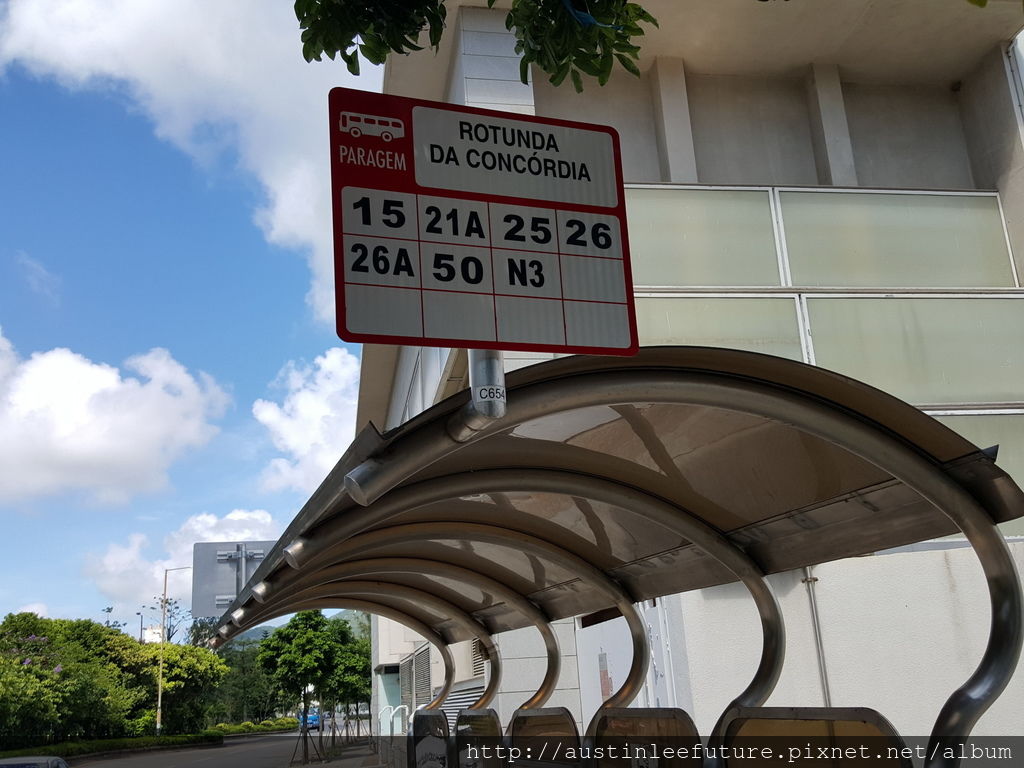 PARAGEM
ROTUNDA
DA CONCÓRDIA
15 21A 25 26
26A 50 N3
C654
http://austinleefuture.pixnet.net/album